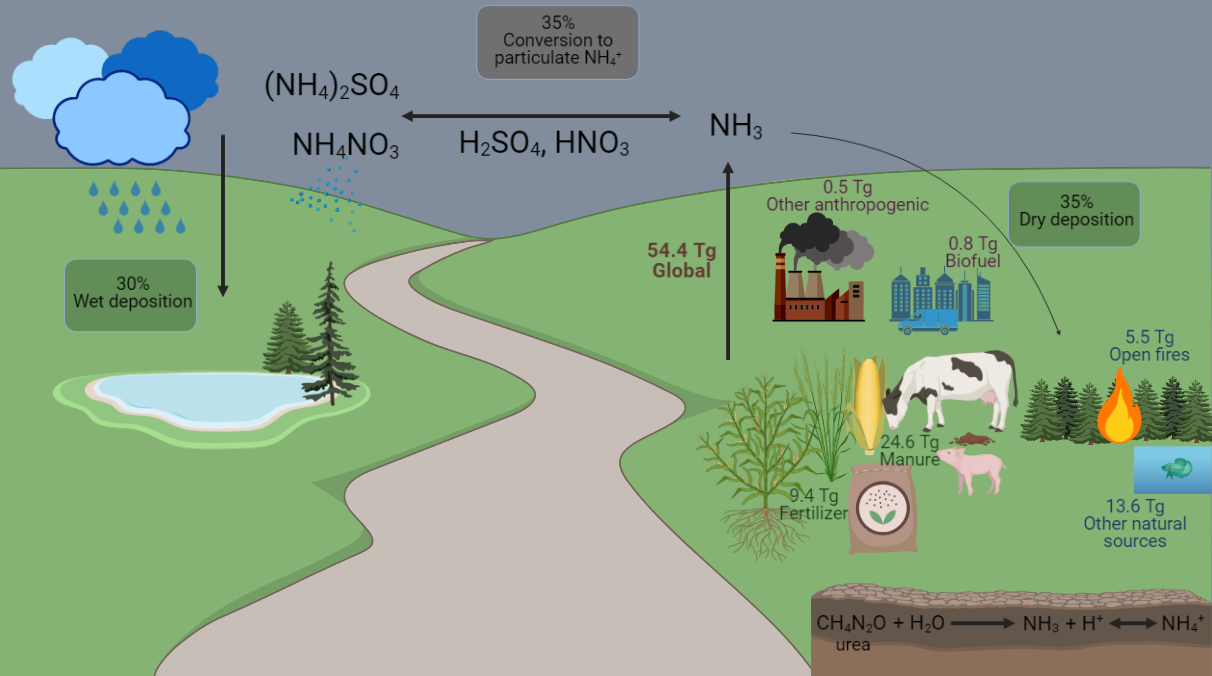 35%
Conversion to
particulate NH₄⁺
(NH₄)₂SO₄
NH₄NO₃
H₂SO₄, HNO₃
NH₃
30%
Wet deposition
54.4 Tg
Global
0.5 Tg
Other anthropogenic
0.8 Tg
Biofuel
35%
Dry deposition
5.5 Tg
Open fires
24.6 Tg
Manure
9.4 Tg
Fertilizer
13.6 Tg
Other natural
sources
CH₄N₂O + H₂O NH₃ + H⁺ NH₄⁺
urea